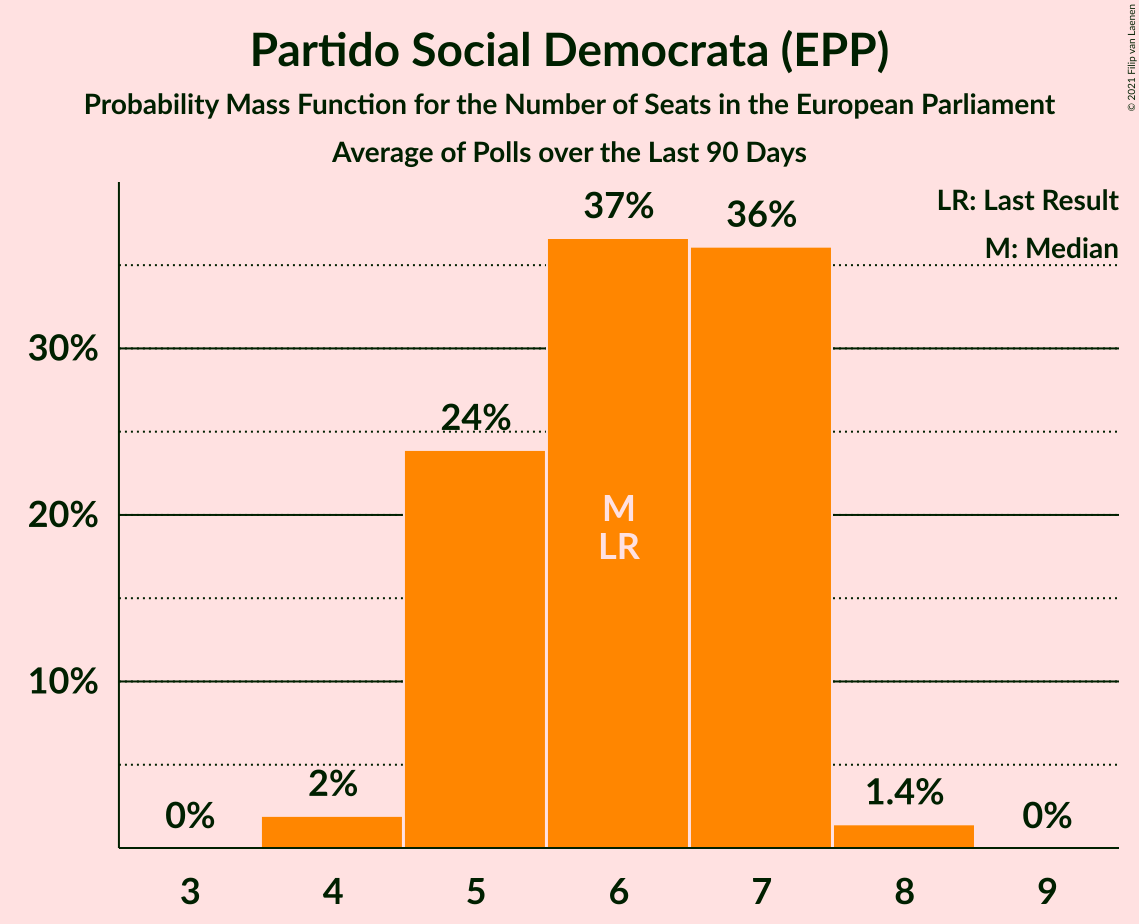 Partido Social Democrata (EPP)
Probability Mass Function for the Number of Seats in the European Parliament
Average of Polls over the Last 90 Days
© 2021 Filip van Laenen
LR: Last Result
M: Median
37%
36%
30%
24%
20%
M
LR
10%
2%
1.4%
0%
0%
3 4 5 6 7 8 9